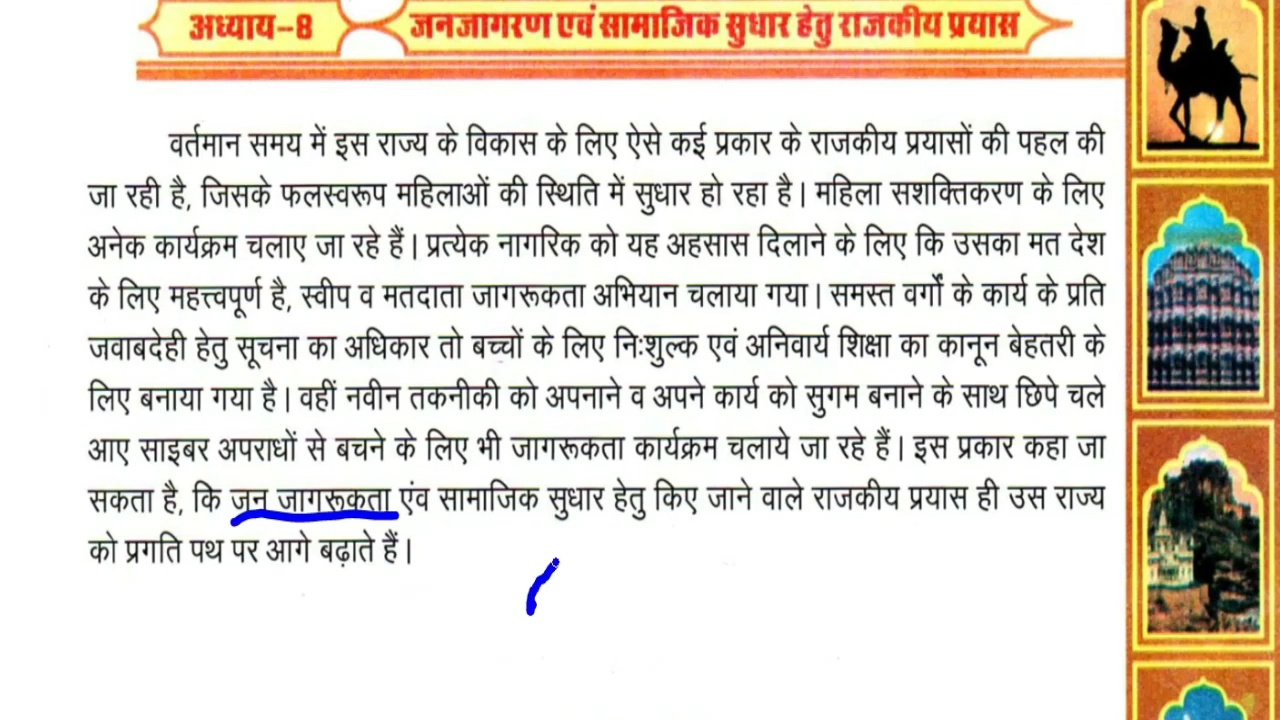 अध्याय–8
जनजागरण एवं सामाजिक सुधार हेतु राजकीय प्रयास
वर्तमान समय में इस राज्य के विकास के लिए ऐसे कई प्रकार के राजकीय प्रयासों की पहल की
जा रही है, जिसके फलस्वरूप महिलाओं की स्थिति में सुधार हो रहा है। महिला सशक्तिकरण के लिए
अनेक कार्यक्रम चलाए जा रहे हैं। प्रत्येक नागरिक को यह अहसास दिलाने के लिए कि उसका मत देश
के लिए महत्त्वपूर्ण है, स्वीप व मतदाता जागरूकता अभियान चलाया गया। समस्त वर्गों के कार्य के प्रति
जवाबदेही हेतु सूचना का अधिकार तो बच्चों के लिए निःशुल्क एवं अनिवार्य शिक्षा का कानून बेहतरी के
लिए बनाया गया है। वहीं नवीन तकनीकी को अपनाने व अपने कार्य को सुगम बनाने के साथ छिपे चले
आए साइबर अपराधों से बचने के लिए भी जागरूकता कार्यक्रम चलाये जा रहे हैं। इस प्रकार कहा जा
सकता है, कि जन जागरूकता एंव सामाजिक सुधार हेतु किए जाने वाले राजकीय प्रयास ही उस राज्य
को प्रगति पथ पर आगे बढ़ाते हैं।